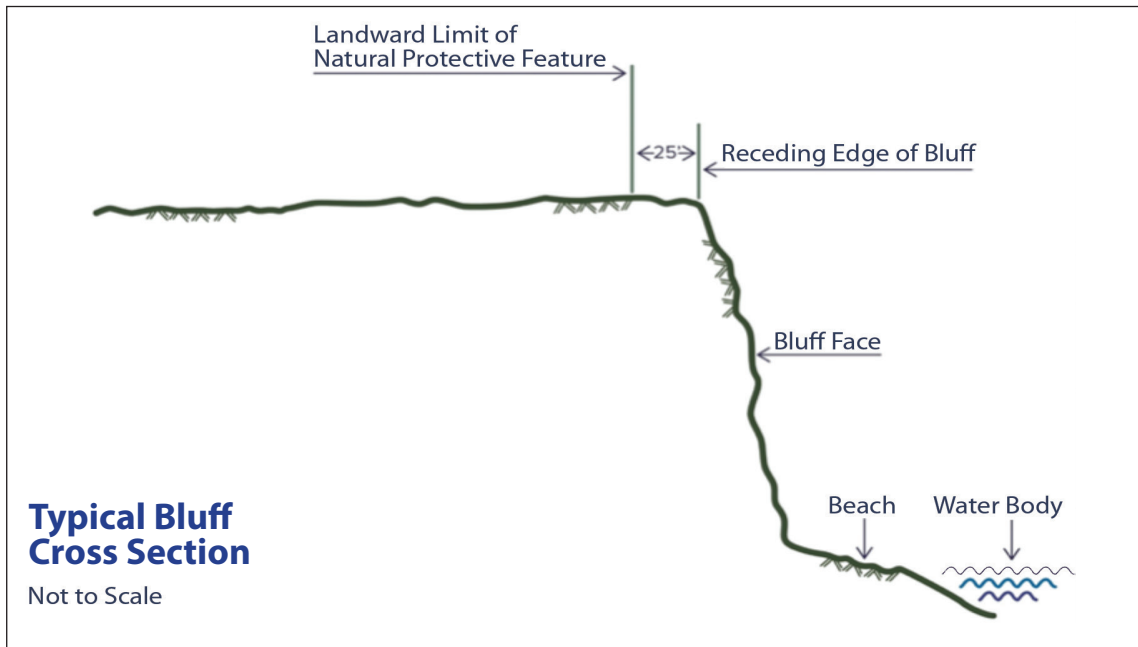 Landward Limit of
Natural Protective Feature
25'
Receding Edge of Bluff
Bluff Face
Beach
Water Body
Typical Bluff
Cross Section
Not to Scale